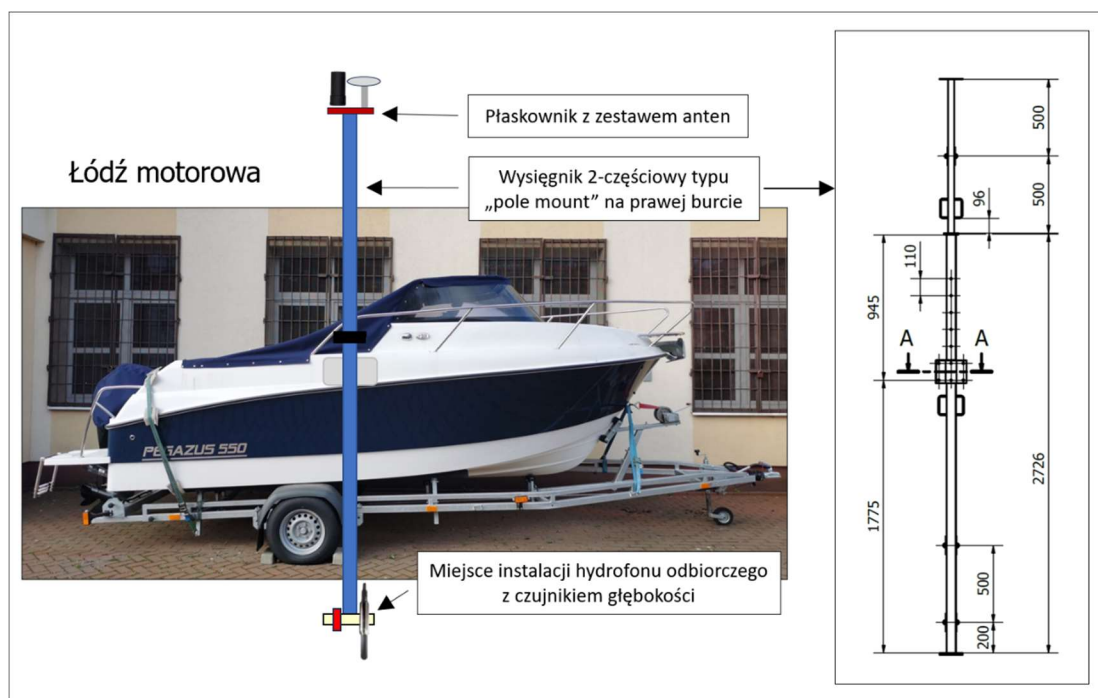 Płaskownik z zestawem anten
Łódź motorowa
Wysięgnik 2-częściowy typu
„pole mount” na prawej burcie
PEGAZUS 550
Miejsce instalacji hydrofonu odbiorczego
z czujnikiem głębokości
500
500
96
110
945
A
A
2726
1775
500
200